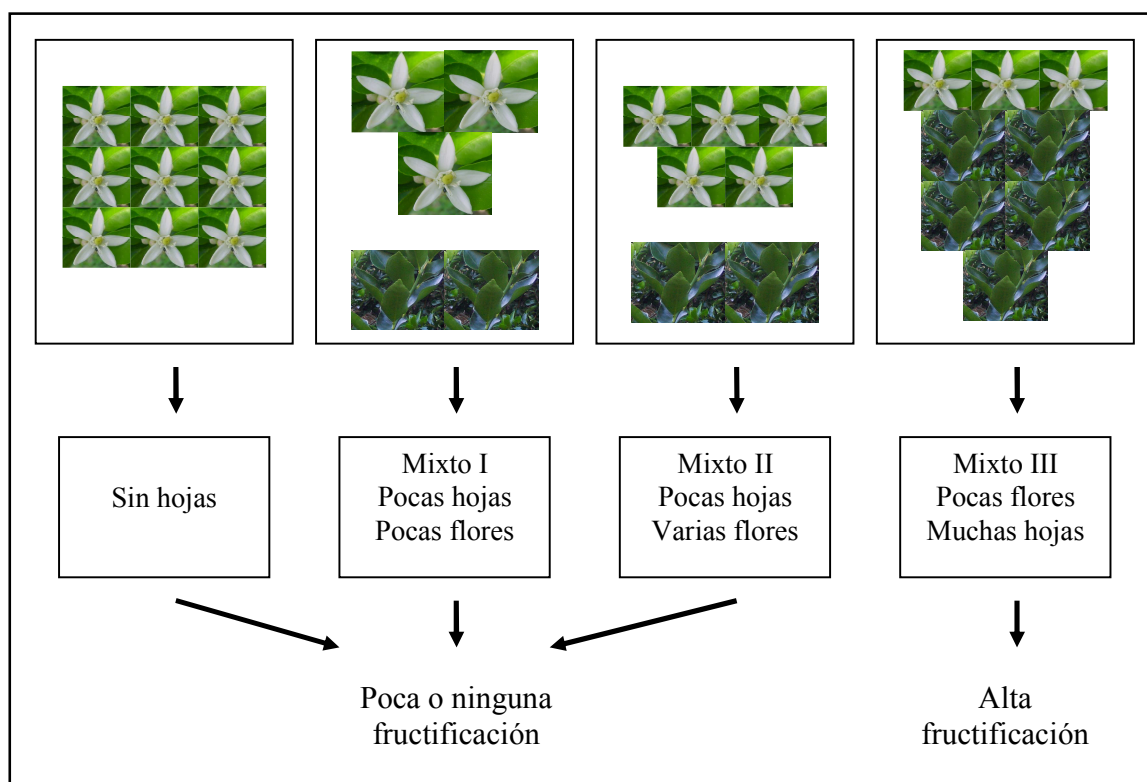 Sin hojas
Mixto I
Pocas hojas
Pocas flores
Mixto II
Pocas hojas
Varias flores
Mixto III
Pocas flores
Muchas hojas
Poca o ninguna
fructificación
Alta
fructificación